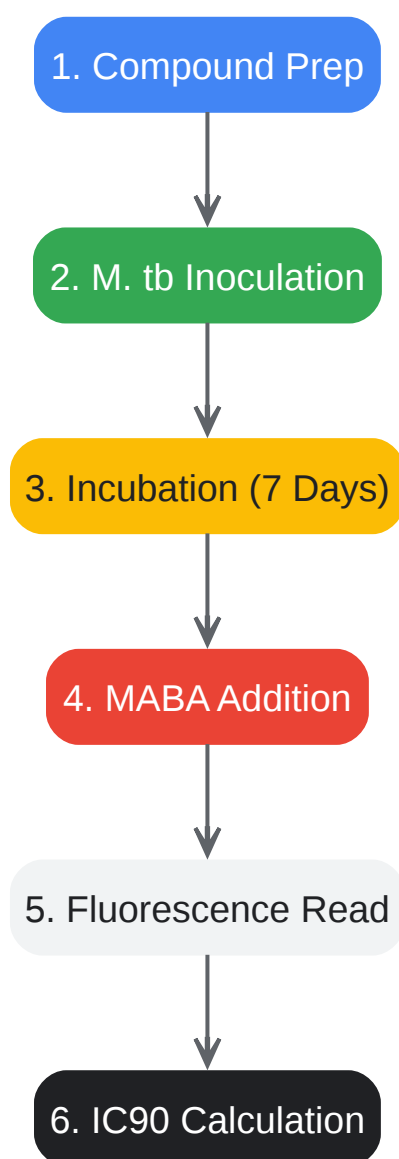 1. Compound Prep
2. M. tb Inoculation
3. Incubation (7 Days)
4. MABA Addition
5. Fluorescence Read
6. IC90 Calculation